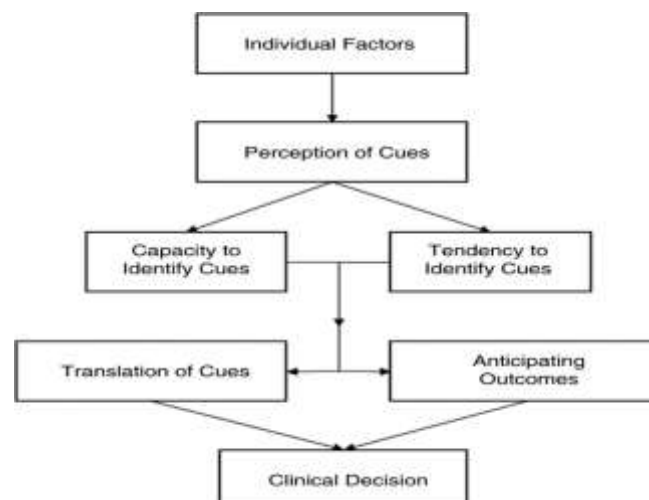 Individual Factors
Perception of Cues
Capacity to
Identify Cues
Tendency to
Identify Cues
Translation of Cues
Anticipating
Outcomes
Clinical Decision